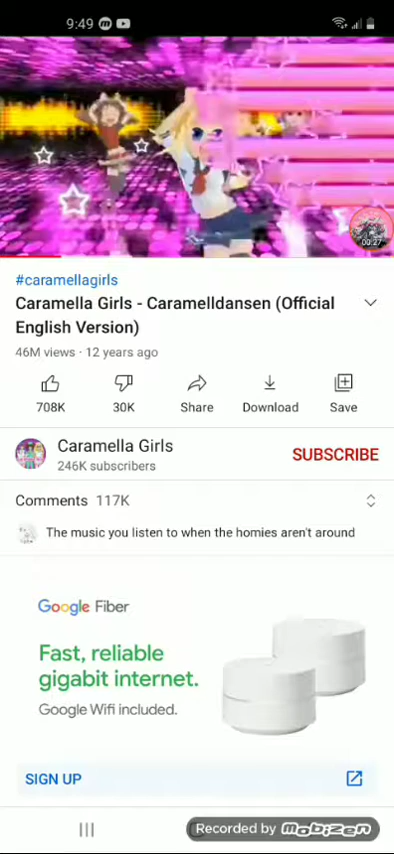 9:49
00:27
#caramellagirls
Caramella Girls - Caramelldansen (Official
English Version)
46M views · 12 years ago
708K
30K
Share
Download
Save
Caramella Girls
246K subscribers
SUBSCRIBE
Comments 117K
The music you listen to when the homies aren't around
Google Fiber
Fast, reliable
gigabit internet.
Google Wifi included.
SIGN UP
Recorded by mobizen